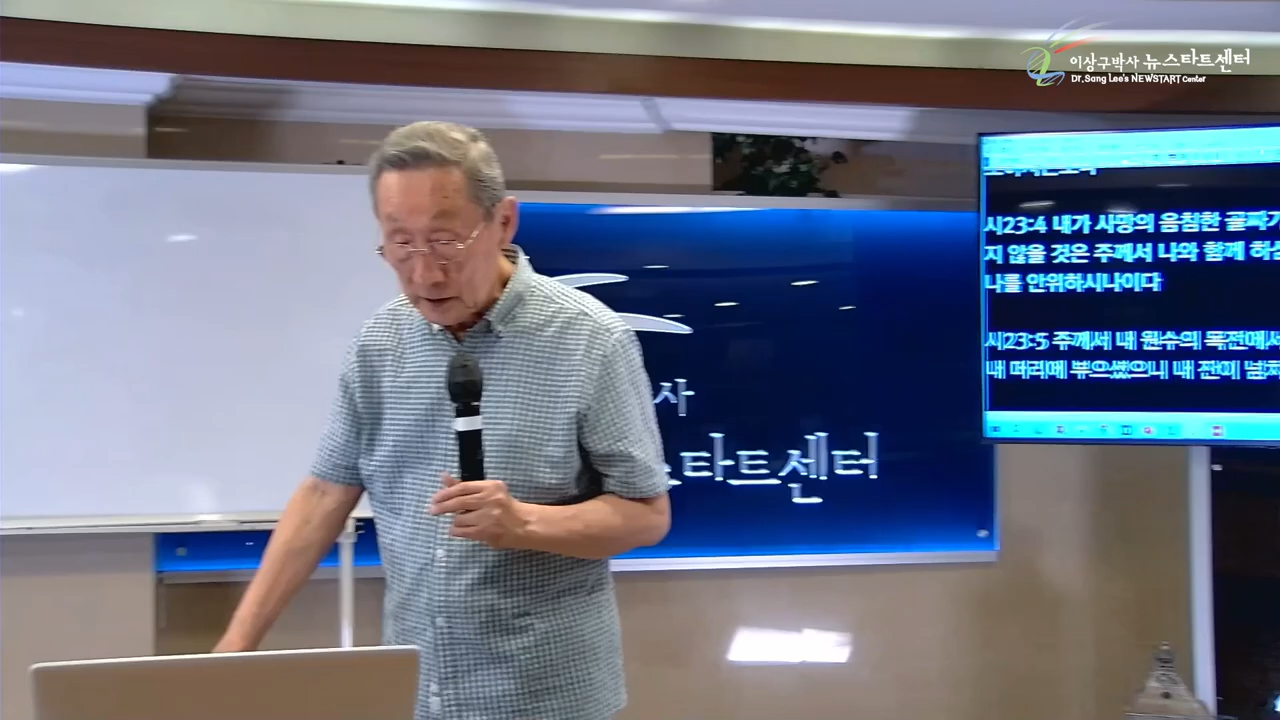 이상구박사 뉴스타트센터
Dr.Sang Lee's NEWSTART Center
시23:4 내가 사망의 음침한 골짜기
지 않을 것은 주께서 나와 함께 하심
나를 안위하시나이다
시23:5 주께서 내 원수의 목전에서
내 머리에 부으셨으니 내 잔이 넘치
사
스타트센터